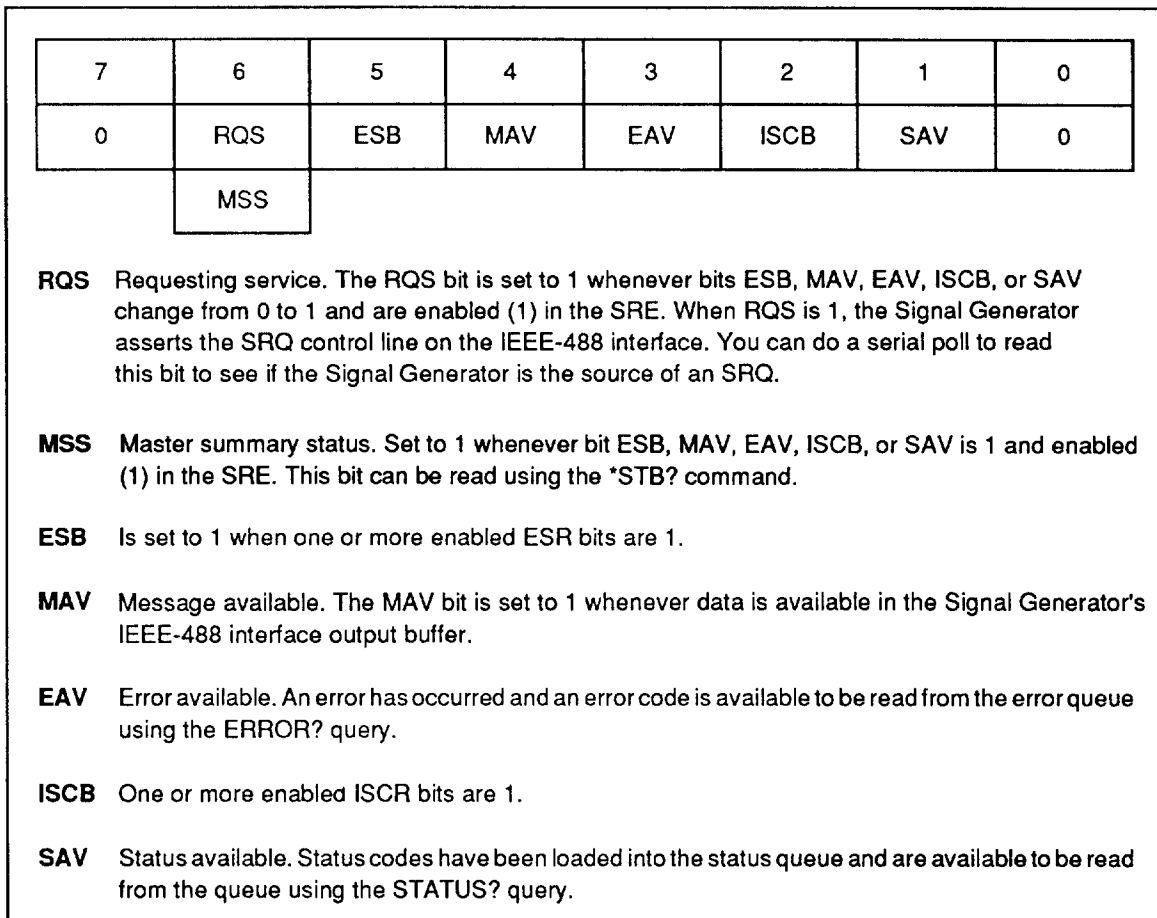 7 6 5 4 3 2 1 0
0 RQS ESB MAV EAV ISCB SAV 0
MSS
RQS Requesting service. The RQS bit is set to 1 whenever bits ESB, MAV, EAV, ISCB, or SAV
change from 0 to 1 and are enabled (1) in the SRE. When RQS is 1, the Signal Generator
asserts the SRQ control line on the IEEE-488 interface. You can do a serial poll to read
this bit to see if the Signal Generator is the source of an SRQ.
MSS Master summary status. Set to 1 whenever bit ESB, MAV, EAV, ISCB, or SAV is 1 and enabled
(1) in the SRE. This bit can be read using the *STB? command.
ESB Is set to 1 when one or more enabled ESR bits are 1.
MAV Message available. The MAV bit is set to 1 whenever data is available in the Signal Generator's
IEEE-488 interface output buffer.
EAV Error available. An error has occurred and an error code is available to be read from the error queue
using the ERROR? query.
ISCB One or more enabled ISCR bits are 1.
SAV Status available. Status codes have been loaded into the status queue and are available to be read
from the queue using the STATUS? query.